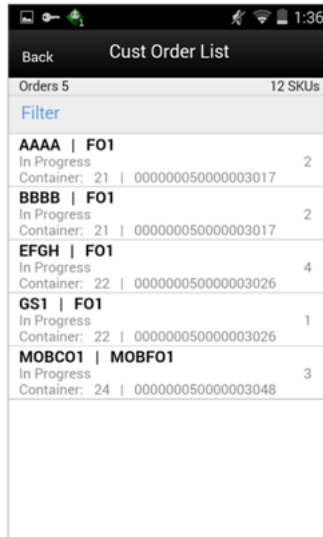 1:36
Back Cust Order List
Orders 5 12 SKUs
Filter
AAAA | FO1
In Progress 2
Container: 21 | 000000050000003017
BBBB | FO1
In Progress 2
Container: 21 | 000000050000003017
EFGH | FO1
In Progress 4
Container: 22 | 000000050000003026
GS1 | FO1
In Progress 1
Container: 22 | 000000050000003026
MOBCO1 | MOBFO1
In Progress 3
Container: 24 | 000000050000003048